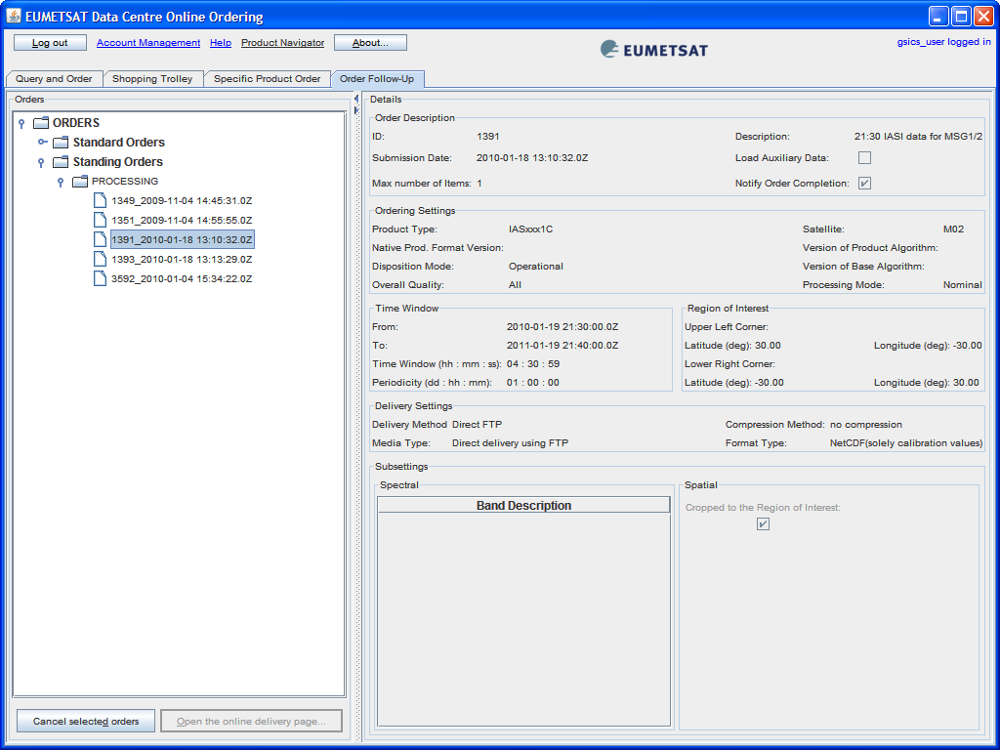 EUMETSAT Data Centre Online Ordering
Log out Account Management Help Product Navigator About... EUMETSAT gsics_user logged in
Query and Order Shopping Trolley Specific Product Order Order Follow-Up
Orders
ORDERS
Standard Orders
Standing Orders
PROCESSING
1349_2009-11-04 14:45:31.0Z
1351_2009-11-04 14:55:55.0Z
1391_2010-01-18 13:10:32.0Z
1393_2010-01-18 13:13:29.0Z
3592_2010-01-04 15:34:22.0Z
Cancel selected orders Open the online delivery page...
Details
Order Description
ID: 1391 Description: 21:30 IASI data for MSG1/2
Submission Date: 2010-01-18 13:10:32.0Z Load Auxiliary Data:
Max number of Items: 1 Notify Order Completion:
Ordering Settings
Product Type: IASxxx1C Satellite: M02
Native Prod. Format Version: Version of Product Algorithm:
Disposition Mode: Operational Version of Base Algorithm:
Overall Quality: All Processing Mode: Nominal
Time Window
From: 2010-01-19 21:30:00.0Z
To: 2011-01-19 21:40:00.0Z
Time Window (hh : mm : ss): 04 : 30 : 59
Periodicity (dd : hh : mm): 01 : 00 : 00
Region of Interest
Upper Left Corner:
Latitude (deg): 30.00 Longitude (deg): -30.00
Lower Right Corner:
Latitude (deg): -30.00 Longitude (deg): 30.00
Delivery Settings
Delivery Method Direct FTP Compression Method: no compression
Media Type: Direct delivery using FTP Format Type: NetCDF(solely calibration values)
Subsettings
Spectral
Band Description
Spatial
Cropped to the Region of Interest: